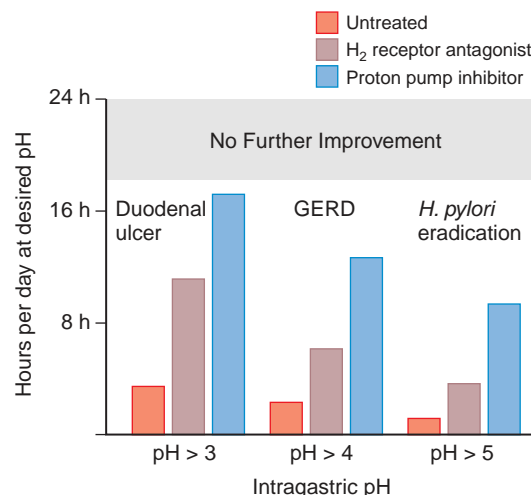 Untreated
H₂ receptor antagonist
Proton pump inhibitor
24 h
No Further Improvement
16 h
Duodenal
ulcer
GERD
H. pylori
eradication
8 h
Hours per day at desired pH
pH > 3
pH > 4
pH > 5
Intragastric pH